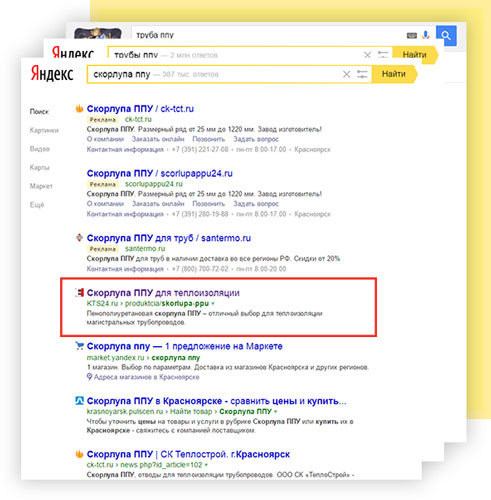 труба ппу
Яндекс
трубы ппу — 2 млн ответов
Найти
Яндекс
скорлупа ппу — 387 тыс. ответов
Найти
Поиск
Картинки
Видео
Карты
Маркет
Ещё
Скорлупа ППУ / ck-tct.ru
Реклама ck-tct.ru
Скорлупа ППУ. Размерный ряд от 25 мм до 1220 мм. Завод изготовитель!
О компании Заказать онлайн Позвонить Задать вопрос
Контактная информация · +7 (391) 221-27-08 · пн-пт 8:00-17:00 · Красноярск
Скорлупа ППУ / scorlupappu24.ru
Реклама scorlupappu24.ru
Скорлупа ППУ. Размерный ряд от 25 мм до 1220 мм. Завод изготовитель!
О компании Заказать онлайн Позвонить Задать вопрос
Контактная информация · +7 (391) 280-19-88 · пн-пт 8:00-17:00 · Красноярск
Скорлупа ППУ для труб / santermo.ru
Реклама santermo.ru
Скорлупа ППУ для труб в наличии доставка во все регионы РФ. Скидки от 20%
Контактная информация · +7 (800) 700-72-02 · пн-пт 8:00-20:00
Скорлупа ППУ для теплоизоляции
KTS24.ru › produktcia/skorlupa-ppu
Пенополиуретановая скорлупа ППУ – отличный выбор для теплоизоляции
магистральных трубопроводов.
Скорлупа ппу — 1 предложение на Маркете
market.yandex.ru › скорлупа ппу
1 магазин. Выбор по параметрам. Доставка из магазинов Красноярска и других регионов.
Адреса магазинов в Красноярске
Скорлупа ППУ в Красноярске - сравнить цены и купить...
krasnoyarsk.pulscen.ru › Найти товар › Скорлупа ППУ
Чтобы уточнить цены на товары и услуги в рубрике Скорлупа ППУ или купить их в
Красноярске - свяжитесь с компанией поставщиком.
Скорлупа ППУ | СК Теплострой. г.Красноярск
ck-tct.ru › news.php?id_article=102
Скорлупа ППУ, отводы для теплоизоляции трубопроводов. ООО СК «ТеплоСтрой» -